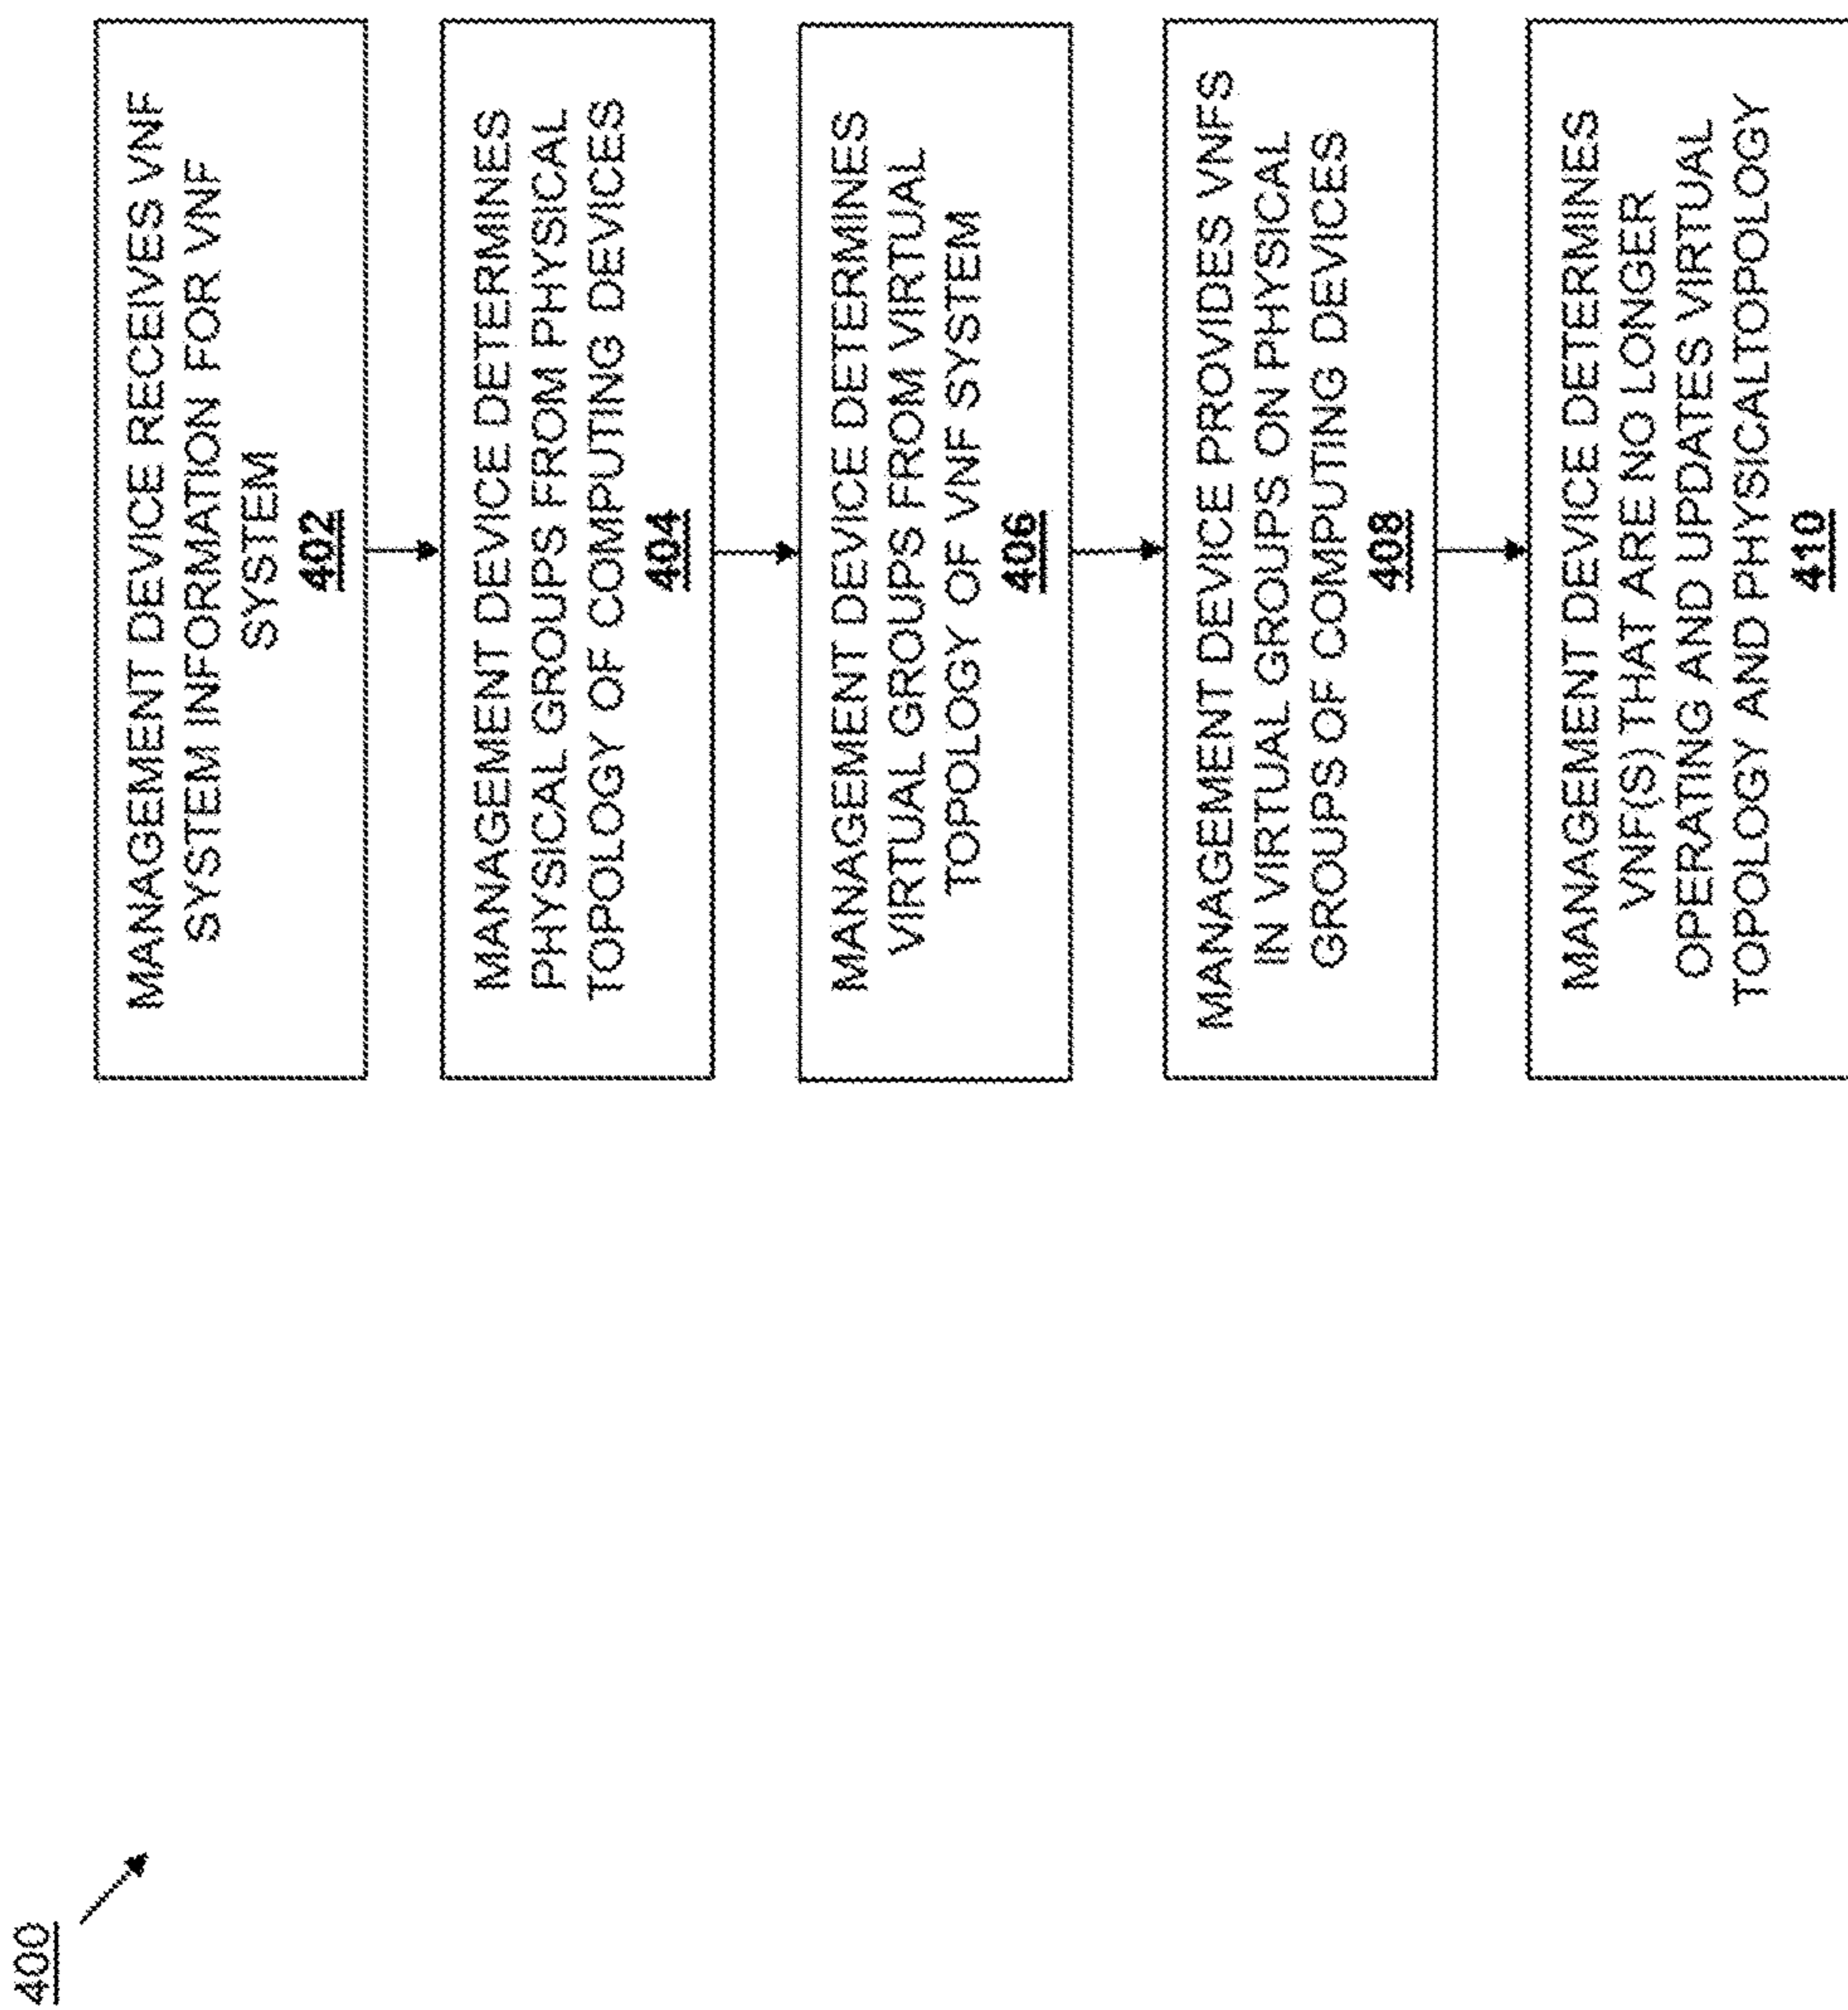 400
MANAGEMENT DEVICE RECEIVES VNF
SYSTEM INFORMATION FOR VNF
SYSTEM
402
MANAGEMENT DEVICE DETERMINES
PHYSICAL GROUPS FROM PHYSICAL
TOPOLOGY OF COMPUTING DEVICES
404
MANAGEMENT DEVICE DETERMINES
VIRTUAL GROUPS FROM VIRTUAL
TOPOLOGY OF VNF SYSTEM
406
MANAGEMENT DEVICE PROVIDES VNFS
IN VIRTUAL GROUPS ON PHYSICAL
GROUPS OF COMPUTING DEVICES
408
MANAGEMENT DEVICE DETERMINES
VNF(S) THAT ARE NO LONGER
OPERATING AND UPDATES VIRTUAL
TOPOLOGY AND PHYSICALTOPOLOGY
410